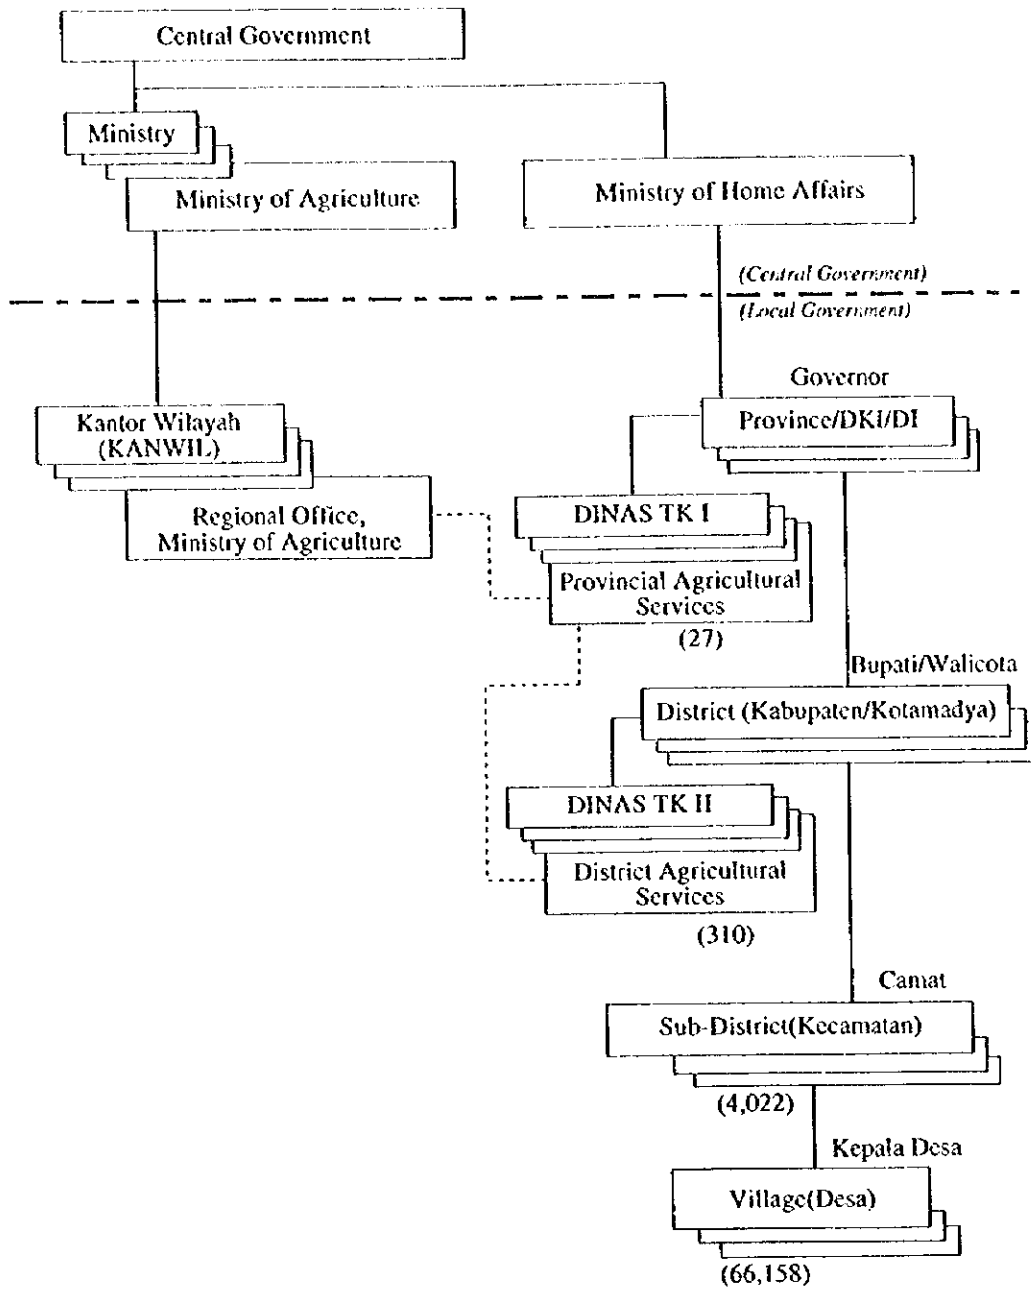 Central Government
Ministry
Ministry of Agriculture
Ministry of Home Affairs
(Central Government)
(Local Government)
Governor
Kantor Wilayah
(KANWIL)
Province/DKI/DI
Regional Office,
Ministry of Agriculture
DINAS TK I
Provincial Agricultural
Services
(27)
Bupati/Walicota
District (Kabupaten/Kotamadya)
DINAS TK II
District Agricultural
Services
(310)
Camat
Sub-District(Kecamatan)
(4,022)
Kepala Desa
Village(Desa)
(66,158)